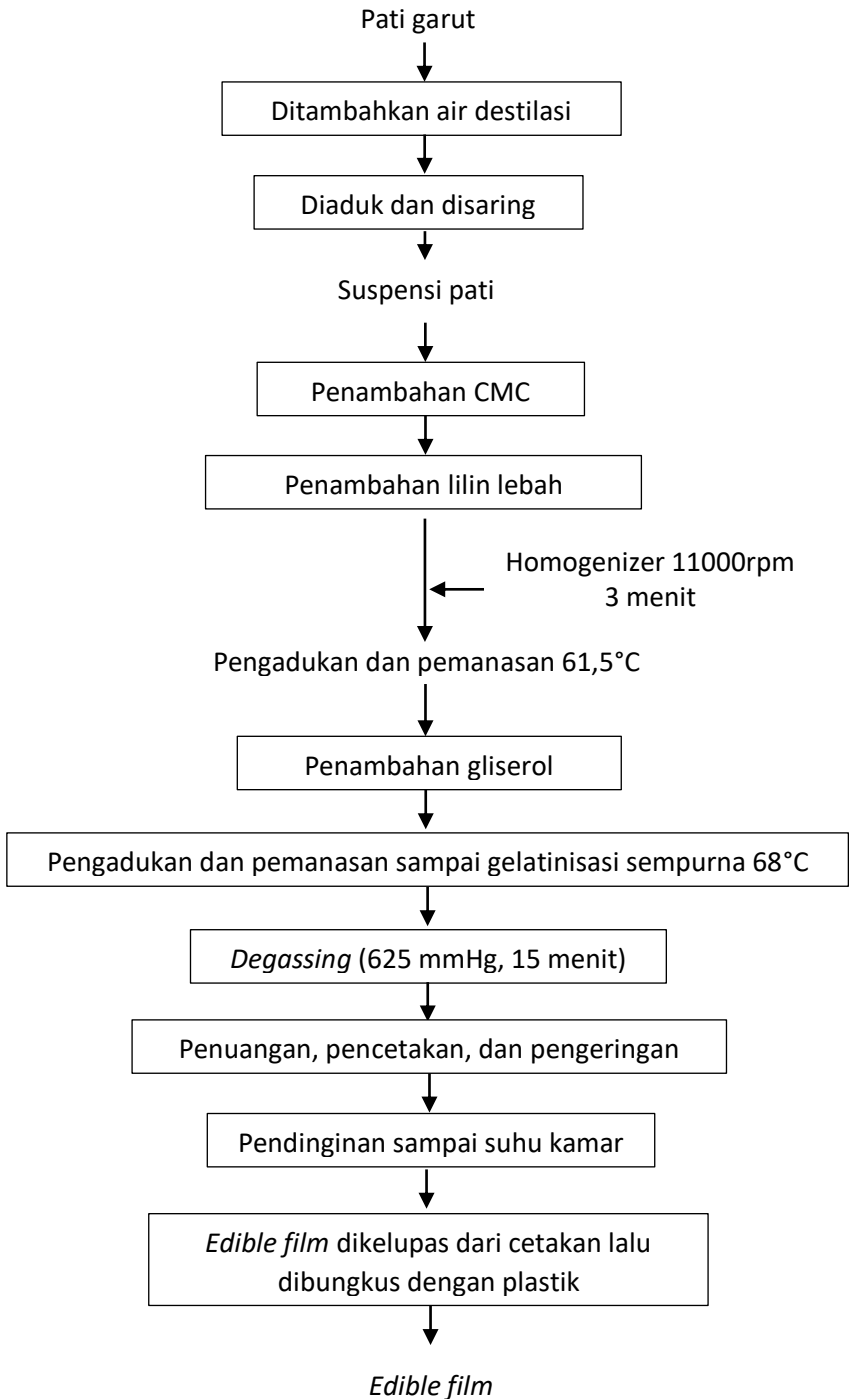 Pati garut
Ditambahkan air destilasi
Diaduk dan disaring
Suspensi pati
Penambahan CMC
Penambahan lilin lebah
Homogenizer 11000rpm
3 menit
Pengadukan dan pemanasan 61,5°C
Penambahan gliserol
Pengadukan dan pemanasan sampai gelatinisasi sempurna 68°C
Degassing (625 mmHg, 15 menit)
Penuangan, pencetakan, dan pengeringan
Pendinginan sampai suhu kamar
Edible film dikelupas dari cetakan lalu
dibungkus dengan plastik
Edible film